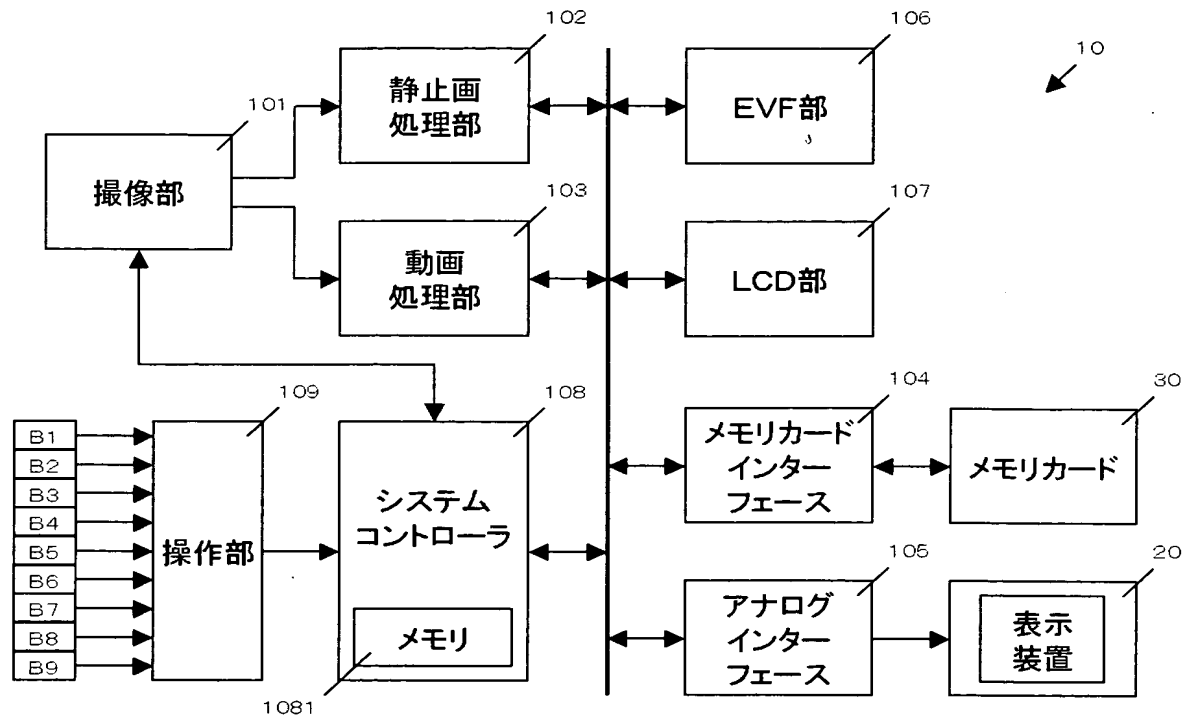 102
106
10
静止画
処理部
EVF部
101
撮像部
103
107
動画
処理部
LCD部
109
108
104
30
B1
B2
B3
B4
B5
B6
B7
B8
B9
操作部
システム
コントローラ
メモリ
1081
メモリカード
インター
フェース
メモリカード
105
20
アナログ
インター
フェース
表示
装置